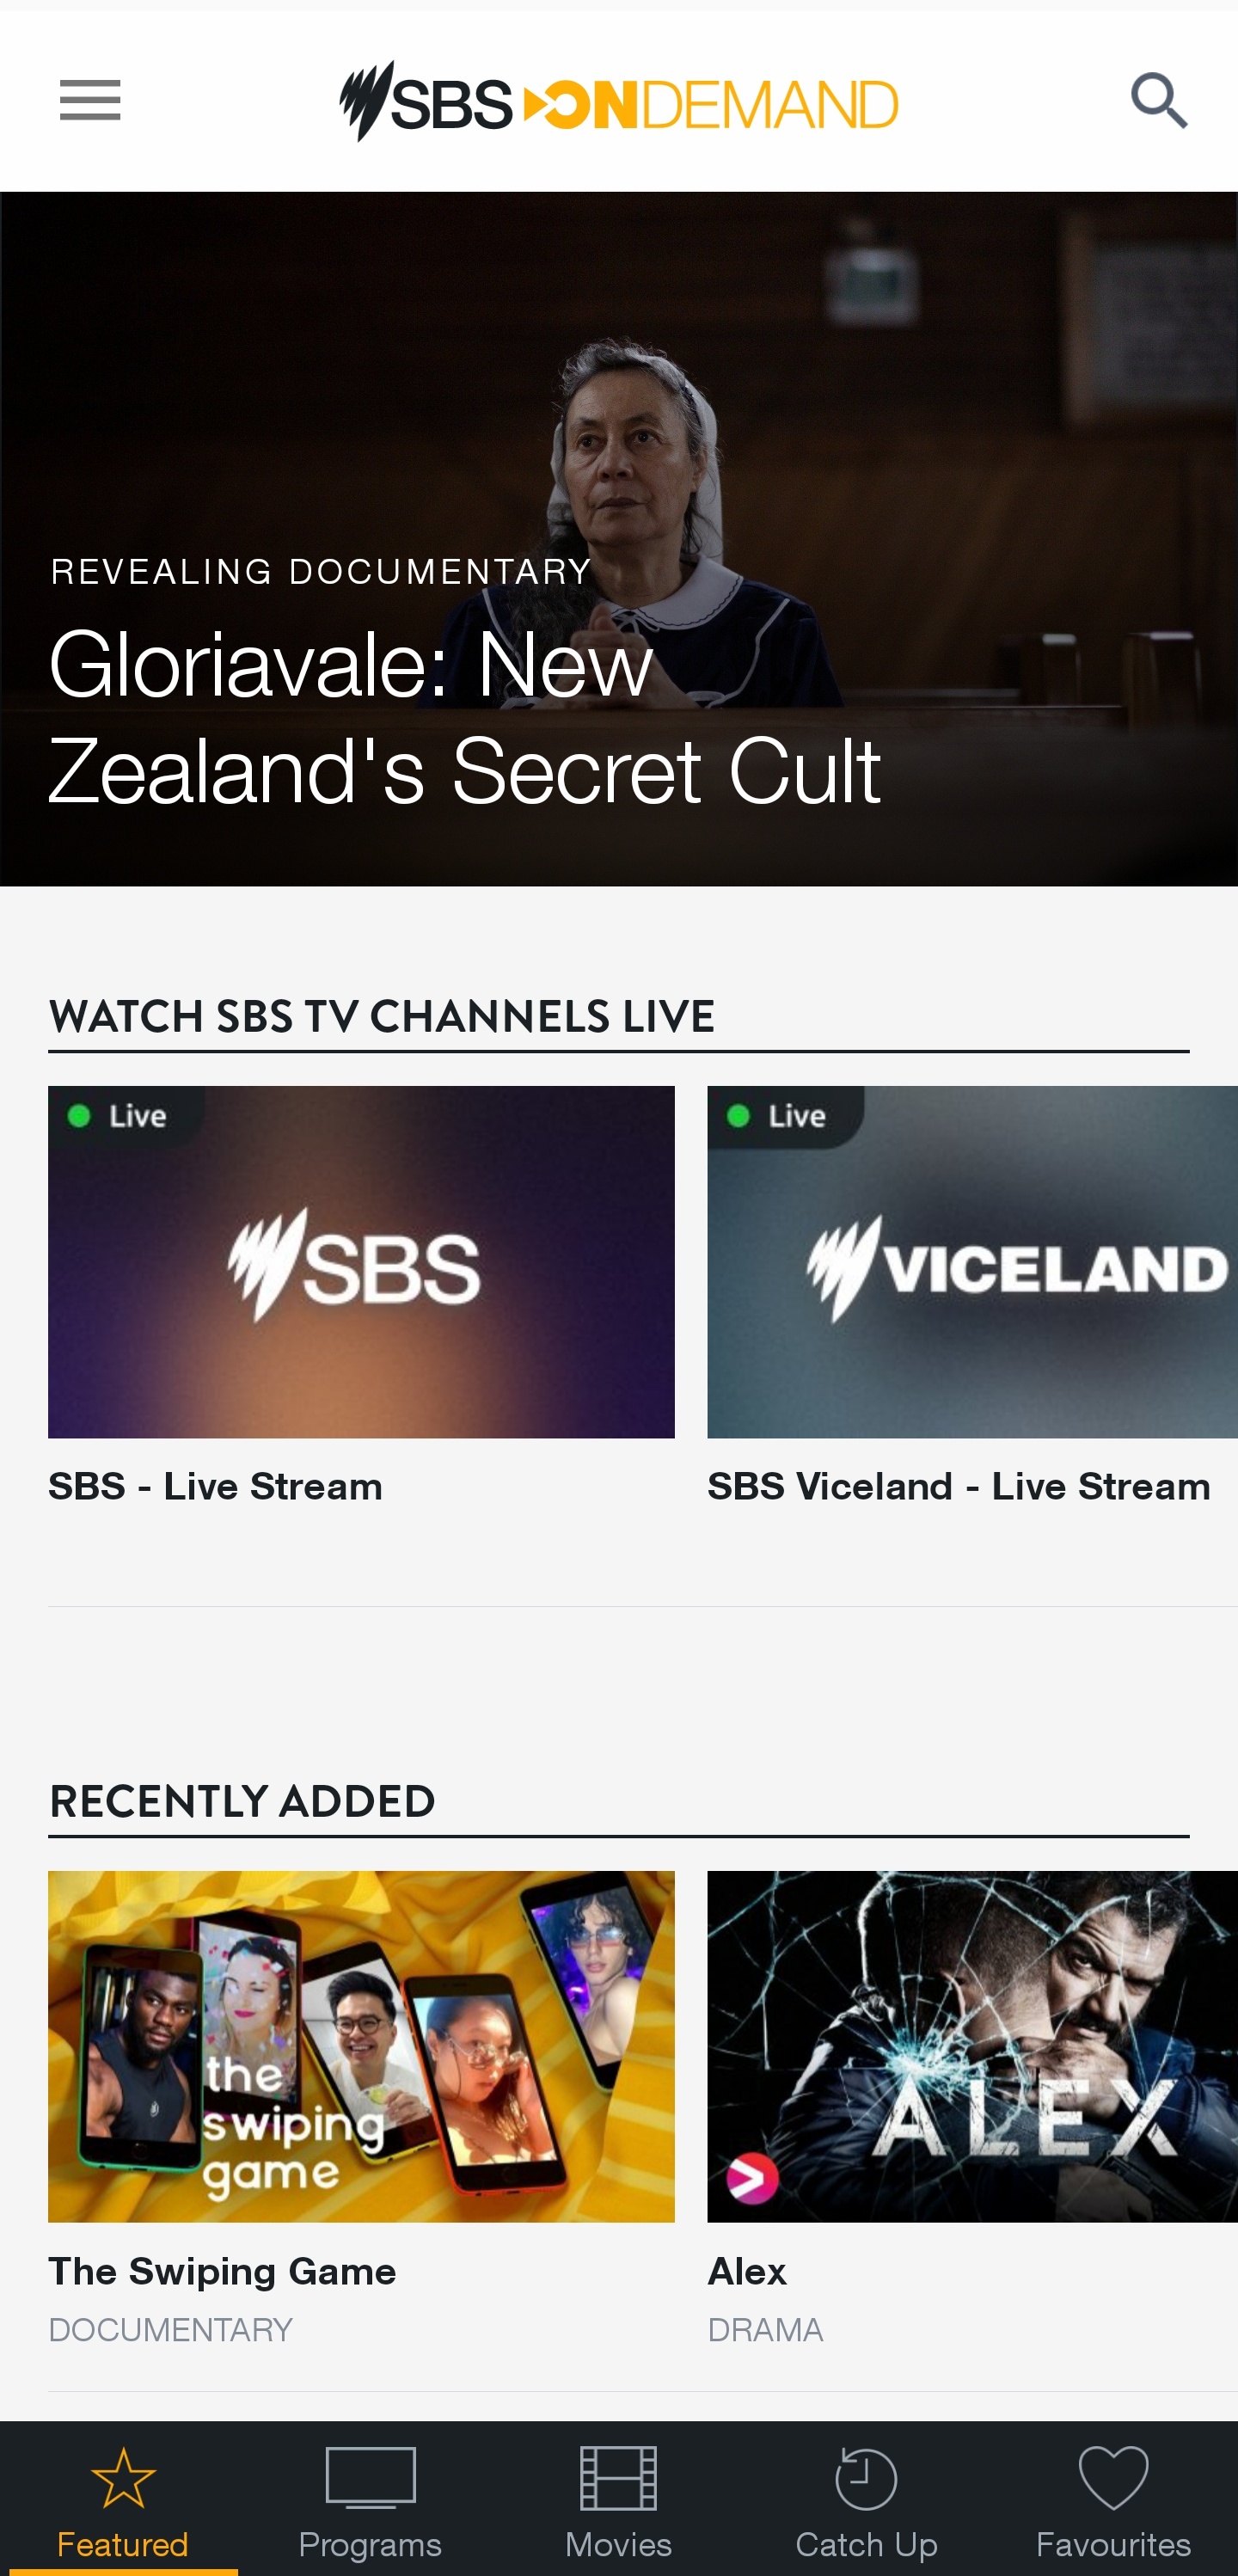 SBS ONDEMAND
REVEALING DOCUMENTARY
Gloriavale: New
Zealand's Secret Cult
WATCH SBS TV CHANNELS LIVE
Live
Live
SBS
VICELAND
SBS - Live Stream
SBS Viceland - Live Stream
RECENTLY ADDED
the
swiping
game
ALEX
The Swiping Game
Alex
DOCUMENTARY
DRAMA
Featured
Programs
Movies
Catch Up
Favourites